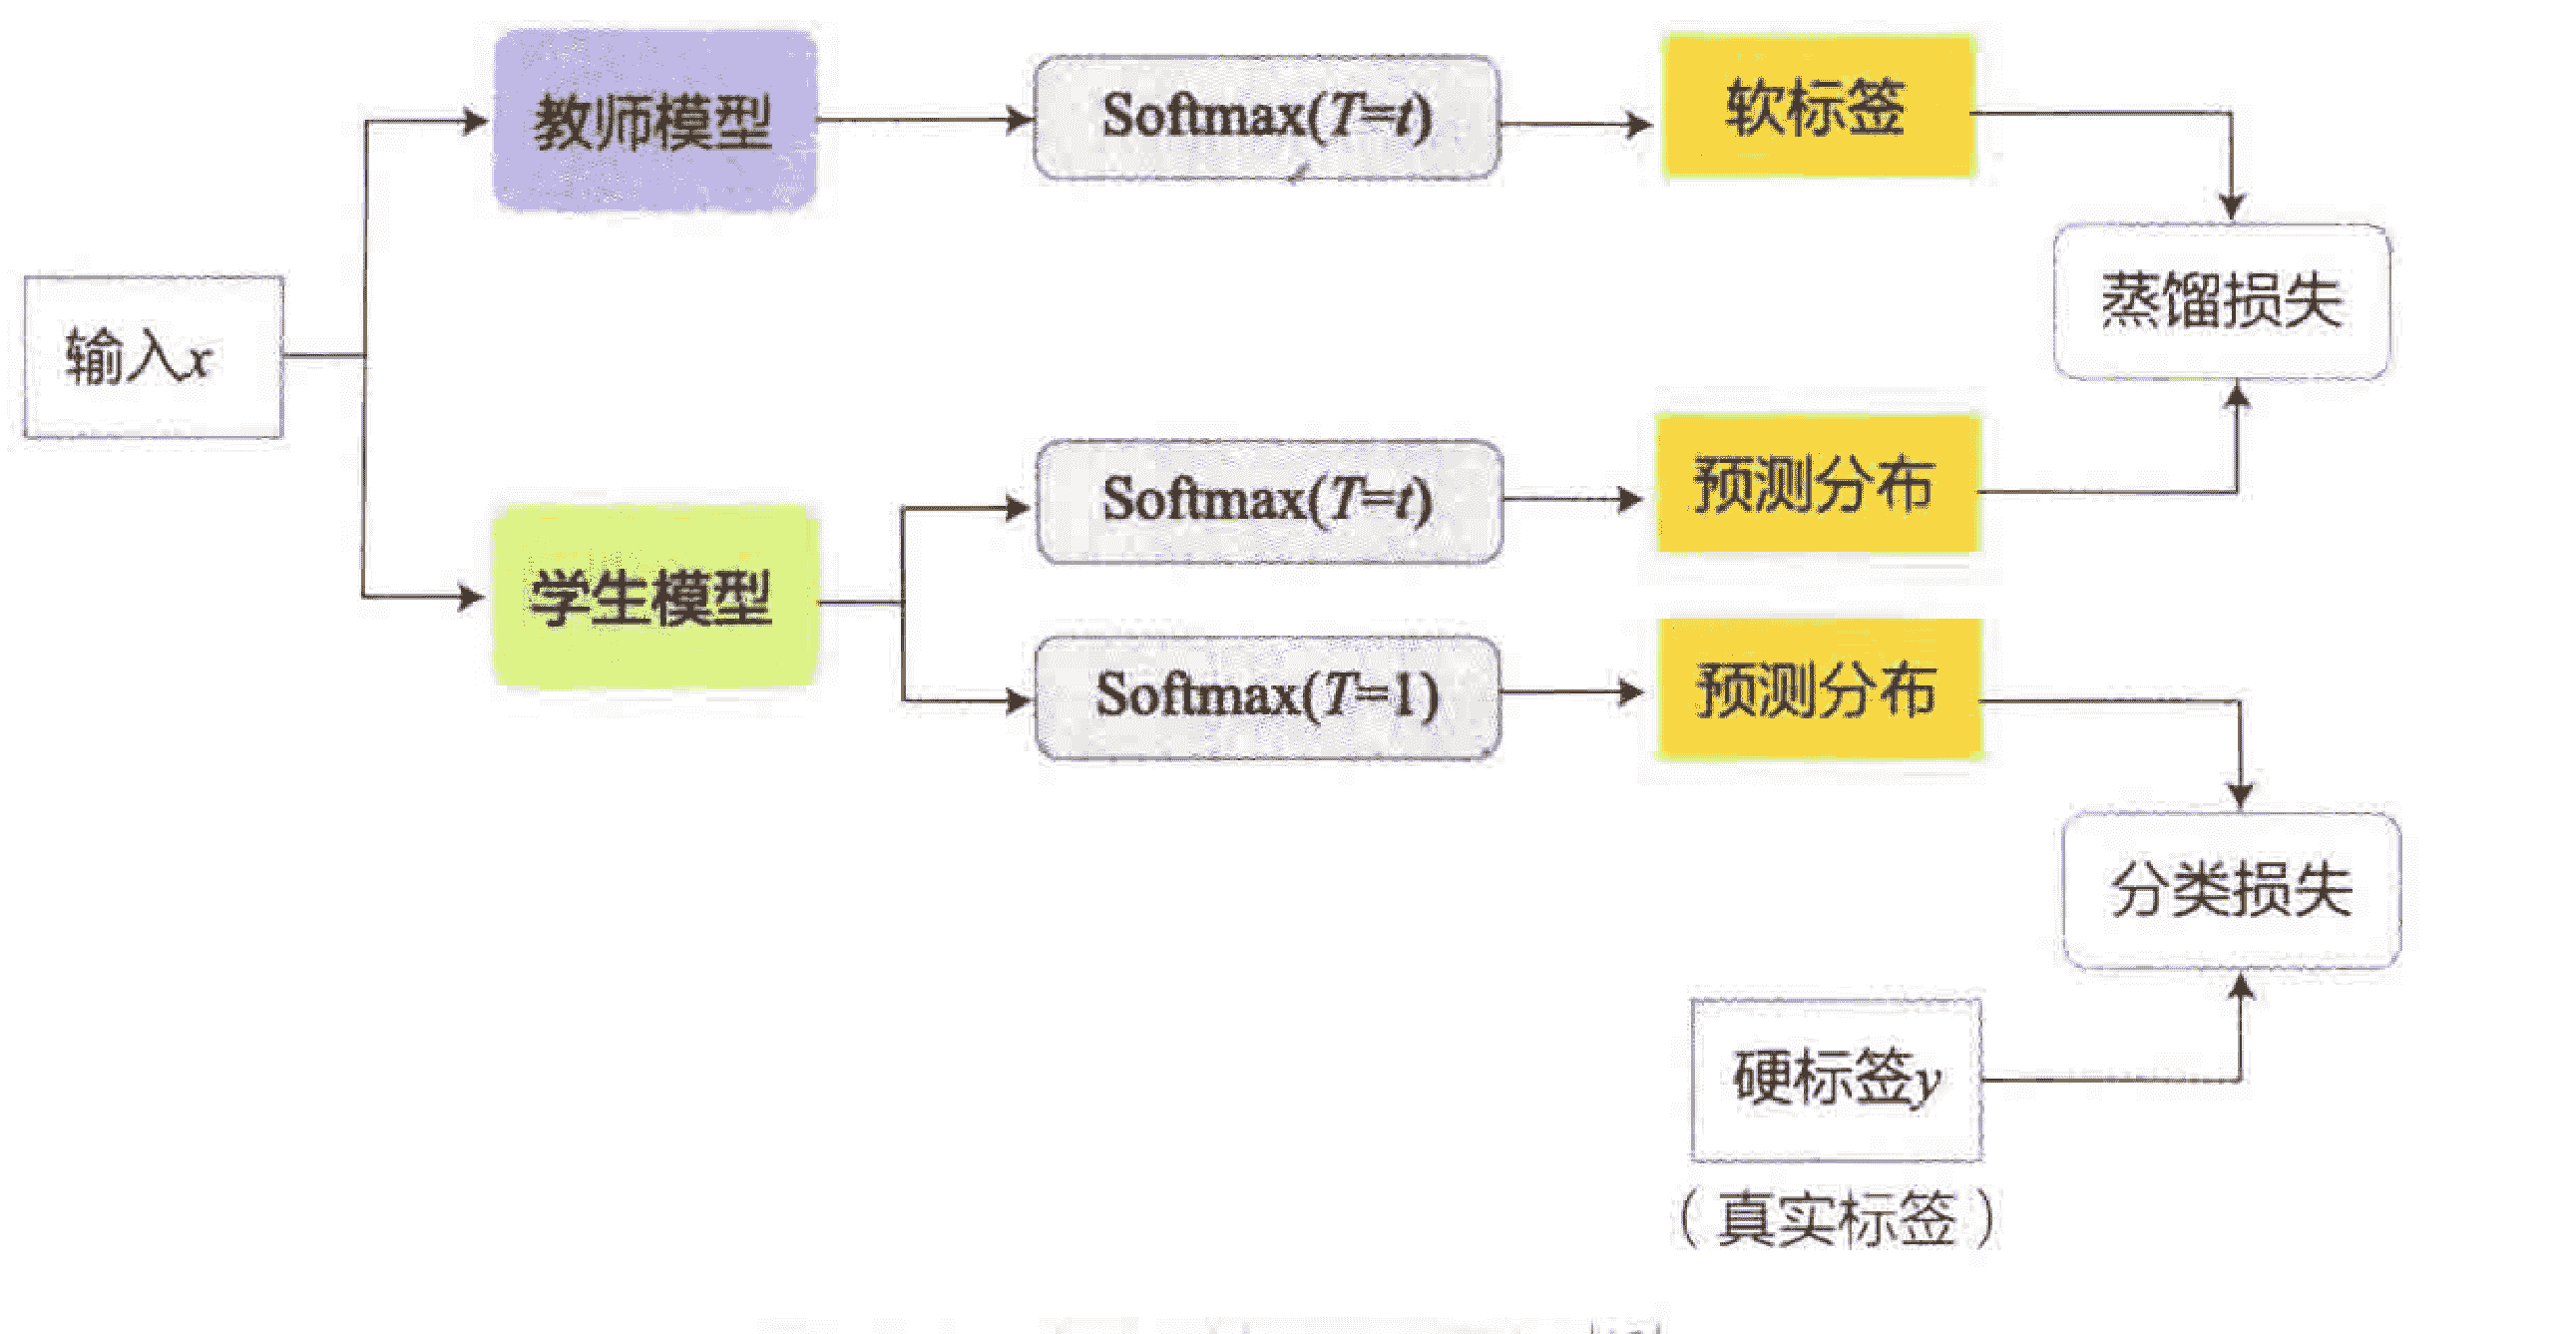 教师模型
Softmax(T=t)
软标签
蒸馏损失
输入x
Softmax(T=t)
预测分布
学生模型
Softmax(T=1)
预测分布
分类损失
硬标签y
（真实标签）